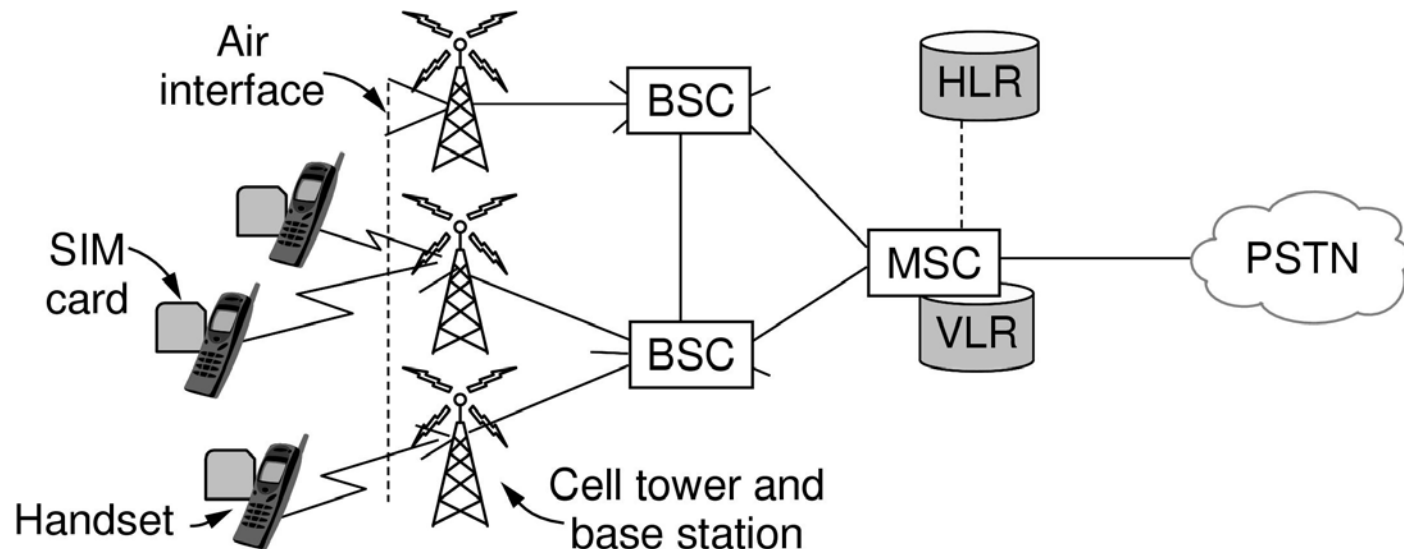 Air
interface
BSC
HLR
SIM
card
MSC
PSTN
VLR
BSC
Handset
Cell tower and
base station